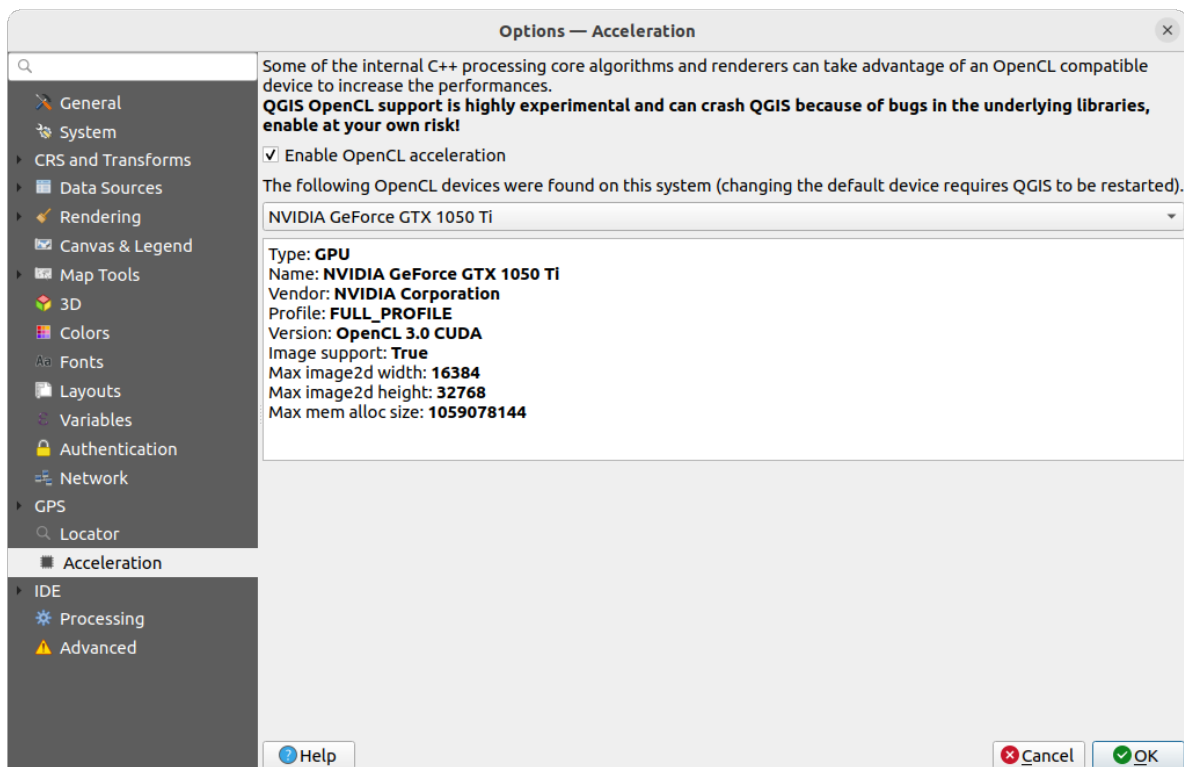 Options — Acceleration
General
System
CRS and Transforms
Data Sources
Rendering
Canvas & Legend
Map Tools
3D
Colors
Aa Fonts
Layouts
ε Variables
Authentication
Network
GPS
Locator
Acceleration
IDE
Processing
Advanced
Some of the internal C++ processing core algorithms and renderers can take advantage of an OpenCL compatible
device to increase the performances.
QGIS OpenCL support is highly experimental and can crash QGIS because of bugs in the underlying libraries,
enable at your own risk!
Enable OpenCL acceleration
The following OpenCL devices were found on this system (changing the default device requires QGIS to be restarted).
NVIDIA GeForce GTX 1050 Ti
Type: GPU
Name: NVIDIA GeForce GTX 1050 Ti
Vendor: NVIDIA Corporation
Profile: FULL_PROFILE
Version: OpenCL 3.0 CUDA
Image support: True
Max image2d width: 16384
Max image2d height: 32768
Max mem alloc size: 1059078144
Help
Cancel
OK